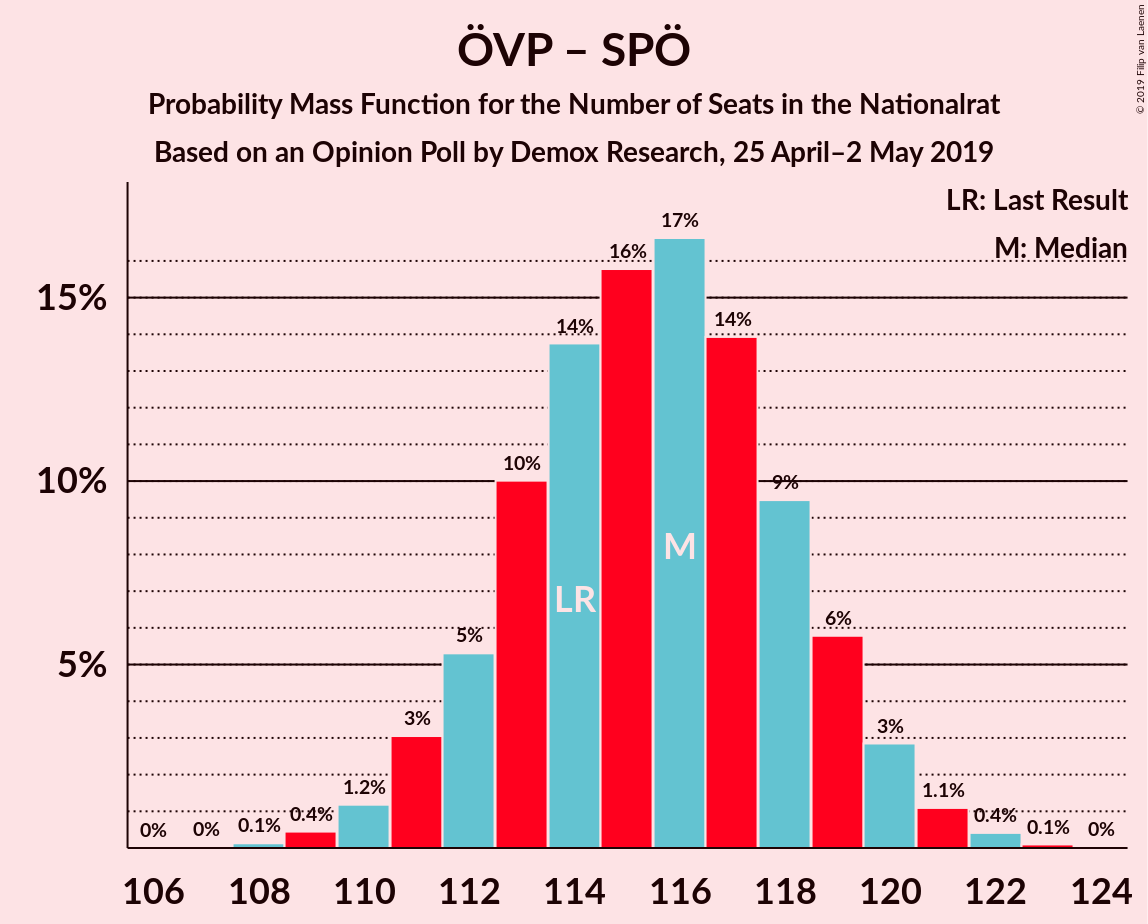 ÖVP – SPÖ
Probability Mass Function for the Number of Seats in the Nationalrat
Based on an Opinion Poll by Demox Research, 25 April–2 May 2019
© 2019 Filip van Laenen
LR: Last Result
M: Median
15%
10%
5%
0%
0%
0.1%
0.4%
1.2%
3%
5%
10%
14%
16%
17%
14%
9%
6%
3%
1.1%
0.4%
0.1%
0%
LR
M
106 108 110 112 114 116 118 120 122 124